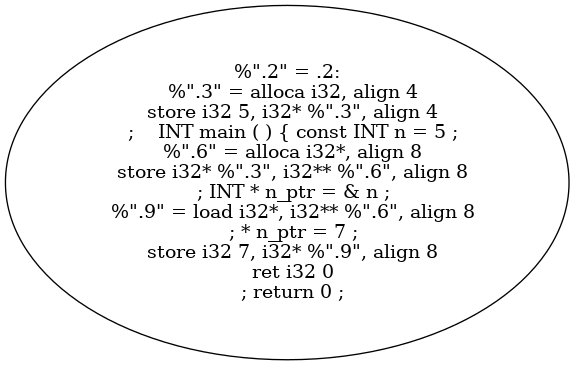 %".2" = .2:
%".3" = alloca i32, align 4
store i32 5, i32* %".3", align 4
;    INT main ( ) { const INT n = 5 ;
%".6" = alloca i32*, align 8
store i32* %".3", i32** %".6", align 8
; INT * n_ptr = & n ;
%".9" = load i32*, i32** %".6", align 8
; * n_ptr = 7 ;
store i32 7, i32* %".9", align 8
ret i32 0
; return 0 ;